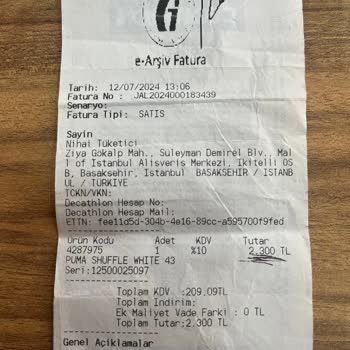 G
e-Arşiv Fatura
Tarih: 12/07/2024 13:06
Fatura No : JAL2024000183439
Senaryo:
Fatura Tipi: SATIS
Sayin
Nihai Tüketici
Ziya Gökalp Mah., Süleyman Demirel Blv., Mal
l of Istanbul Alisveris Merkezi, Ikitelli OS
B, Basaksehir, Istanbul BASAKSEHIR / ISTANB
UL / TÜRKIYE
TCKN/VKN:
Decathlon Hesap No:
Decathlon Hesap Mail:
ETTN: fee11d5d-304b-4e16-89cc-a595700f9fed
Ürün Kodu Adet KDV Tutar
4287975 1 %10 2.300 TL
PUMA SHUFFLE WHITE 43
Seri:12500025097
Toplam KDV :209.09TL
Toplam Indirim:
Ek Maliyet Vade Farki : 0 TL
Toplam Tutar:2.300 TL
Genel Açıklamalar